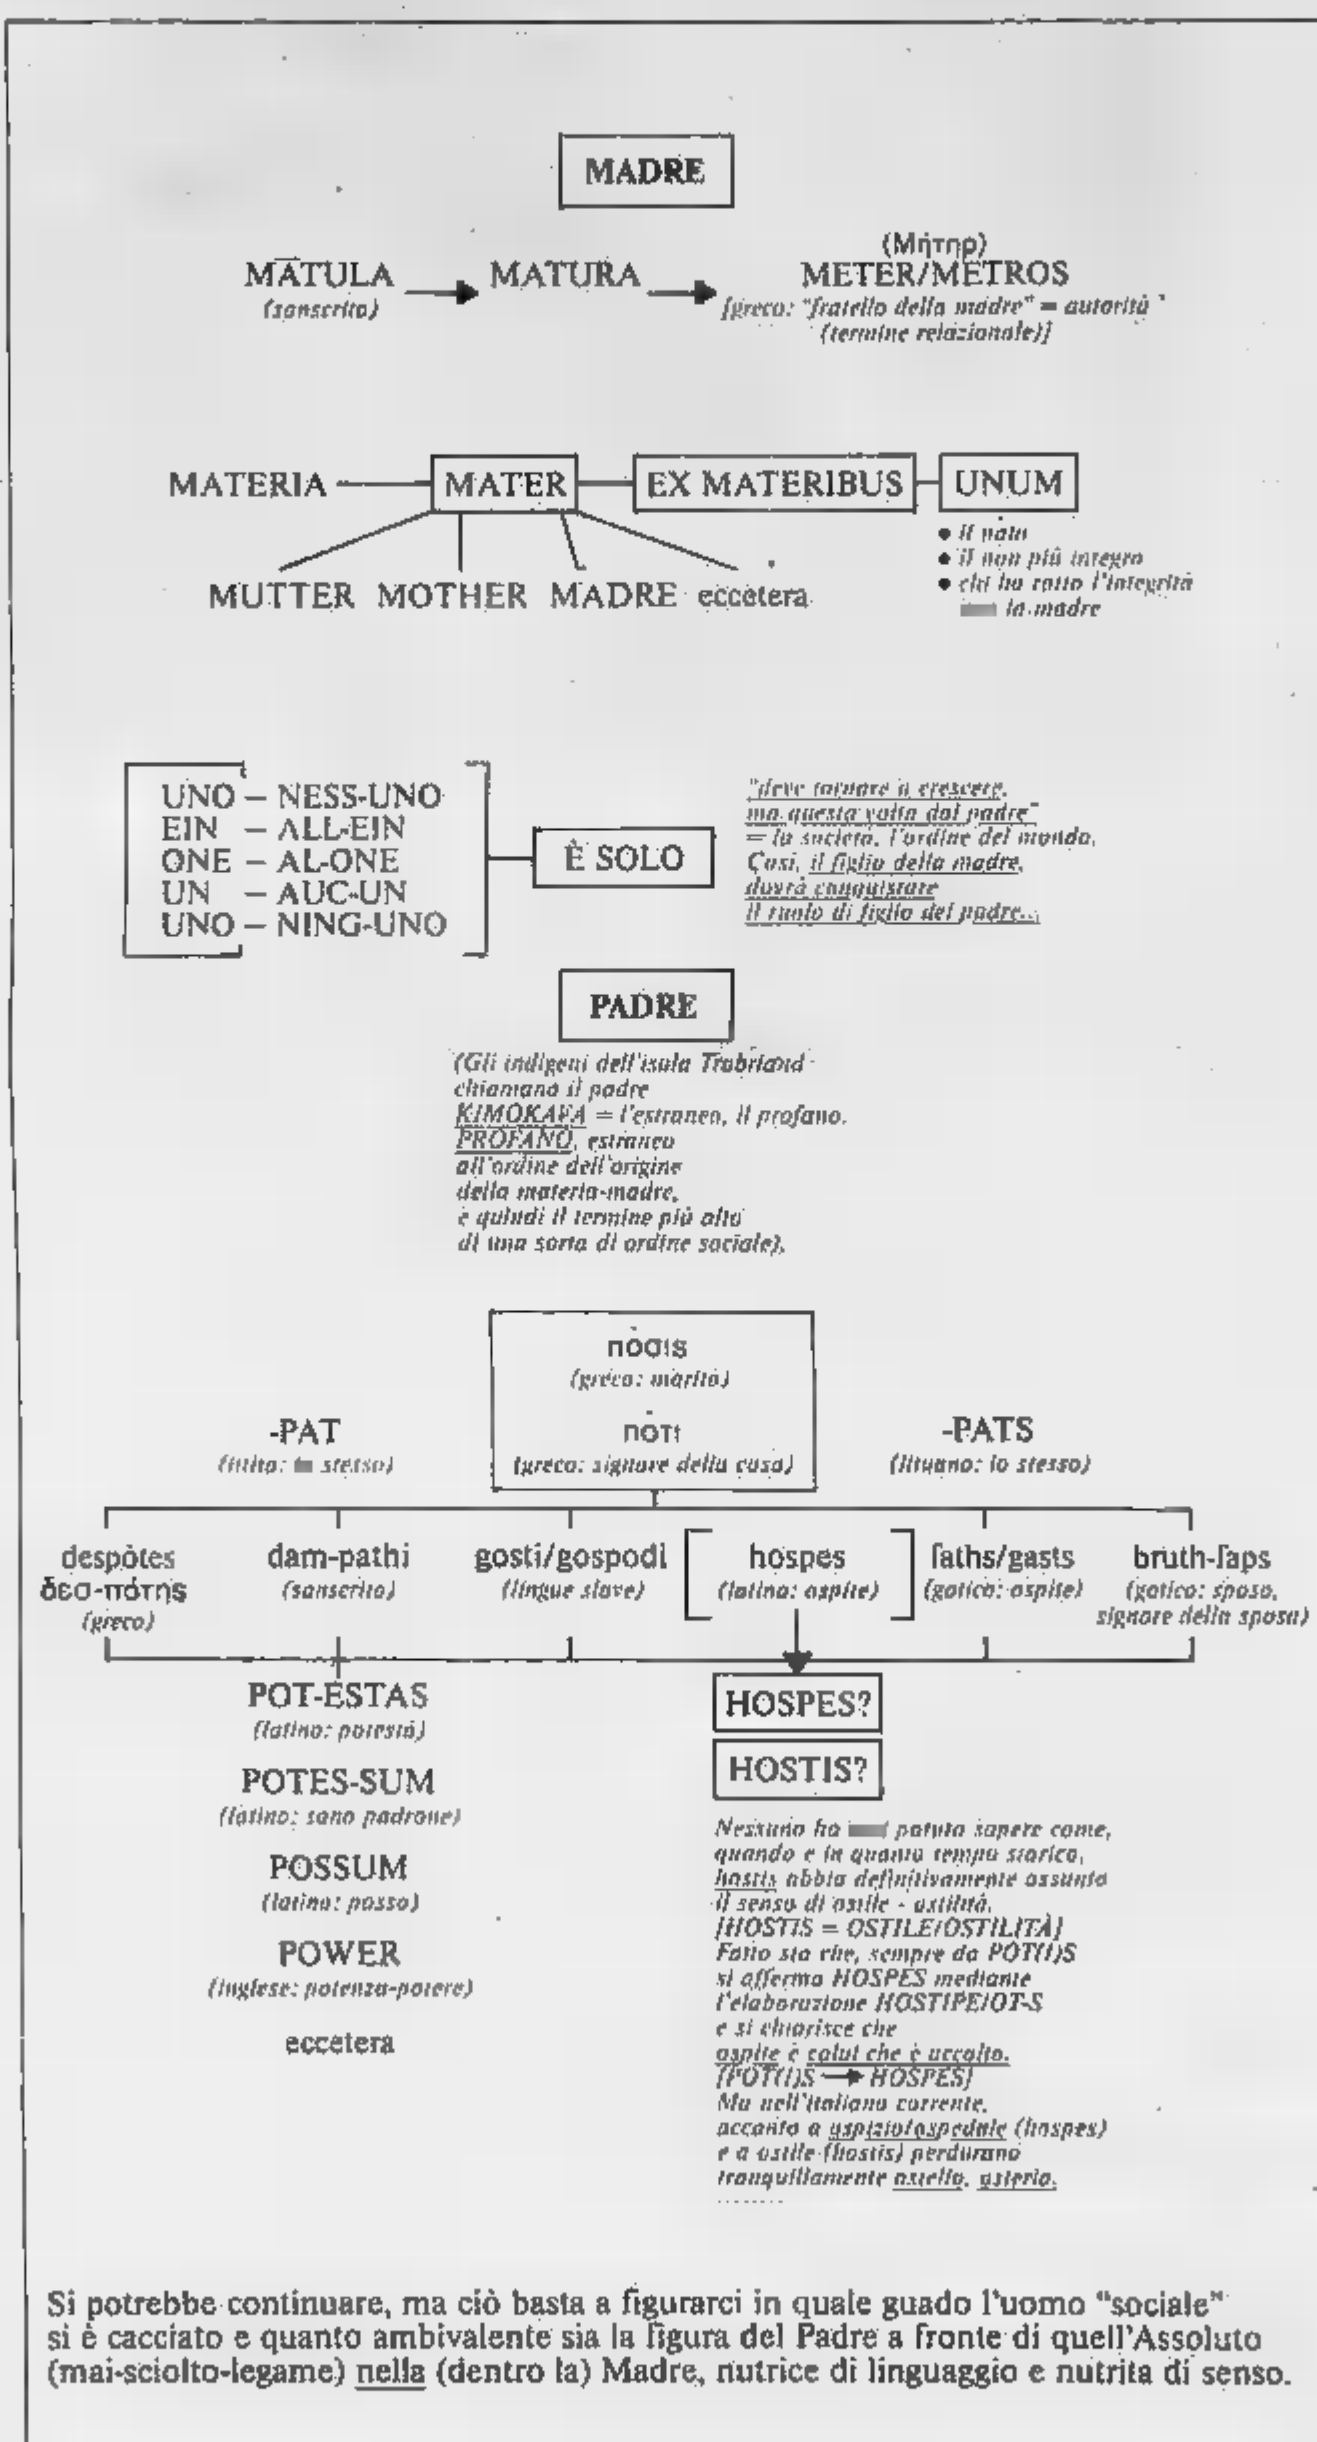 MADRE
MĀTULA
(sanscrito)
MATURA
(Μήτηρ)
METER/METROS
[greco: "fratello della madre" = autorità
(termine relazionale)]
MATERIA
MATER
EX MATERIBUS
UNUM
MUTTER MOTHER MADRE eccetera
• il nato
• il non più integro
• chi ha rotto l'integrità
la madre
UNO – NESS-UNO
EIN – ALL-EIN
ONE – AL-ONE
UN – AUC-UN
UNO – NING-UNO
È SOLO
"deve tornare a crescere,
ma questa volta dal padre"
= la società, l'ordine del mondo.
Così, il figlio della madre,
dovrà conquistare
il ruolo di figlio del padre...
PADRE
(Gli indigeni dell'isola Trobriand
chiamano il padre
KIMOKAVA = l'estraneo, il profano.
PROFANO, estraneo
all'ordine dell'origine
della materia-madre,
è quindi il termine più alto
di una sorta di ordine sociale).
πόσις
(greco: marito)
πότι
(greco: signore della casa)
-PAT
(ittita: stesso)
-PATS
(lituano: lo stesso)
despòtes
δεσ-πότης
(greco)
dam-pathi
(sanscrito)
gosti/gospodi
(lingue slave)
hospes
(latino: ospite)
faths/gasts
(gotico: ospite)
bruth-faps
(gotico: sposo,
signore della sposa)
POT-ESTAS
(latino: potestà)
POTES-SUM
(latino: sono padrone)
POSSUM
(latino: posso)
POWER
(inglese: potenza-potere)
eccetera
HOSPES?
HOSTIS?
Nessuno ha potuto sapere come,
quando e in quanto tempo storico,
hostis abbia definitivamente assunto
il senso di ostile - ostilità.
[HOSTIS = OSTILE/OSTILITÀ]
Fatto sta che, sempre da POT(I)S
si afferma HOSPES mediante
l'elaborazione HOSTIPE/OT-S
e si chiarisce che
ospite è colui che è accolto.
[POT(I)S → HOSPES]
Ma nell'italiano corrente,
accanto a ospizio/ospedale (hospes)
e a ostile (hostis) perdurano
tranquillamente ostello, osteria.
........
Si potrebbe continuare, ma ciò basta a figurarci in quale guado l'uomo "sociale"
si è cacciato e quanto ambivalente sia la figura del Padre a fronte di quell'Assoluto
(mai-sciolto-legame) nella (dentro la) Madre, nutrice di linguaggio e nutrita di senso.